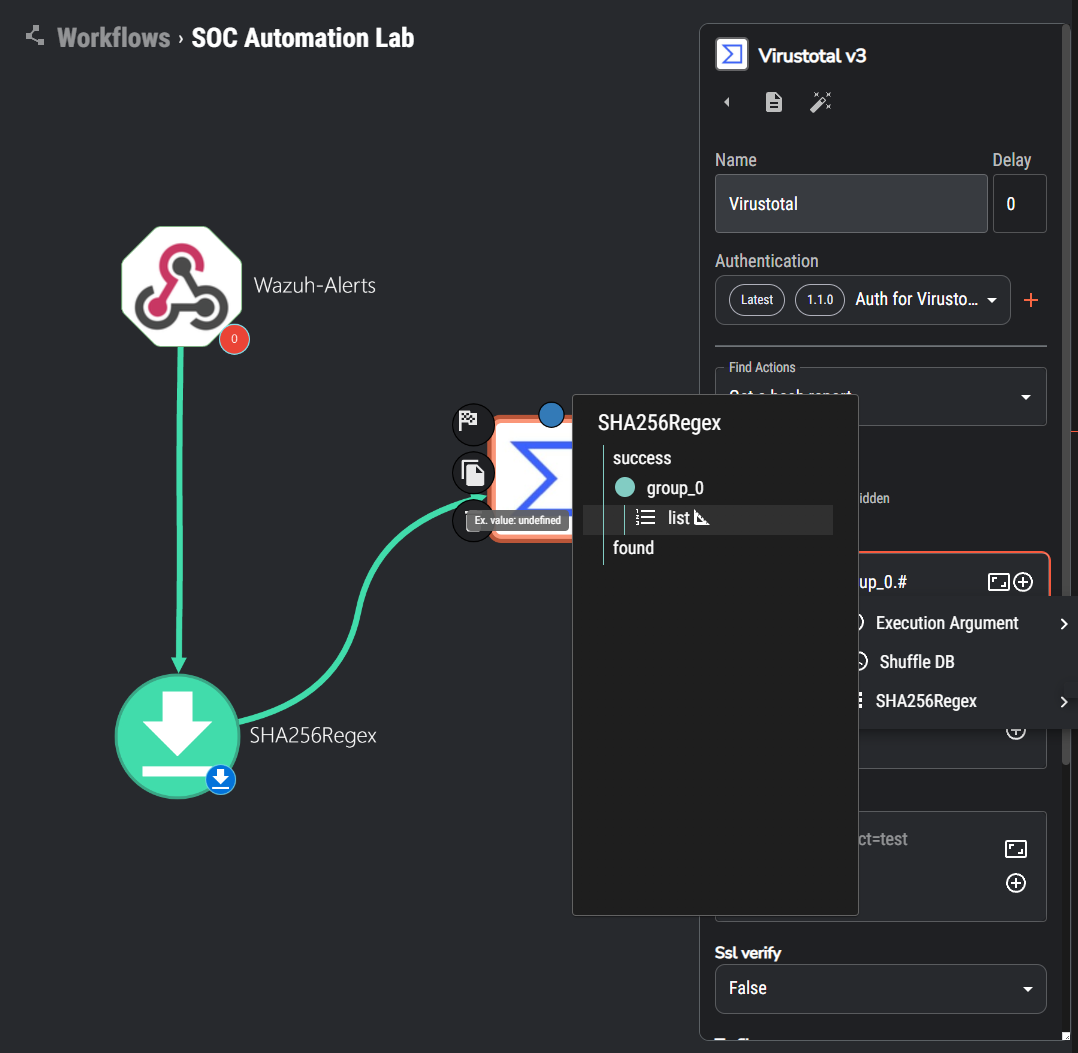 Workflows › SOC Automation Lab
Virustotal v3
Name
Delay
Virustotal
0
Authentication
Latest
1.1.0
Auth for Virusto...
Find Actions
Wazuh-Alerts
0
SHA256Regex
success
group_0
list
found
Ex. value: undefined
idden
up_0.#
Execution Argument
Shuffle DB
SHA256Regex
SHA256Regex
ct=test
Ssl verify
False